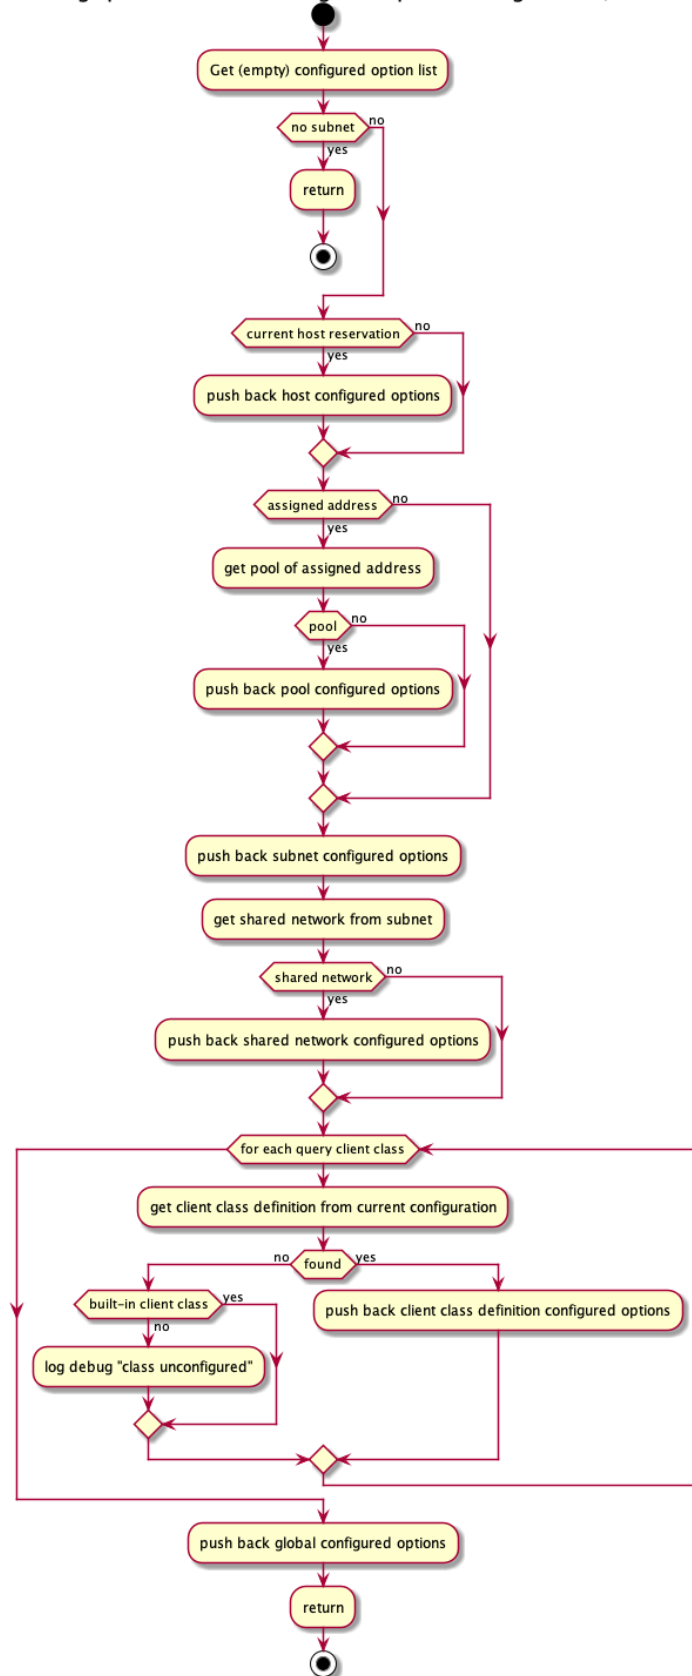 Get (empty) configured option list
no subnet
no
yes
return
current host reservation
no
yes
push back host configured options
assigned address
no
yes
get pool of assigned address
pool
no
yes
push back pool configured options
push back subnet configured options
get shared network from subnet
shared network
no
yes
push back shared network configured options
for each query client class
get client class definition from current configuration
no
found
yes
built-in client class
yes
no
push back client class definition configured options
log debug "class unconfigured"
push back global configured options
return